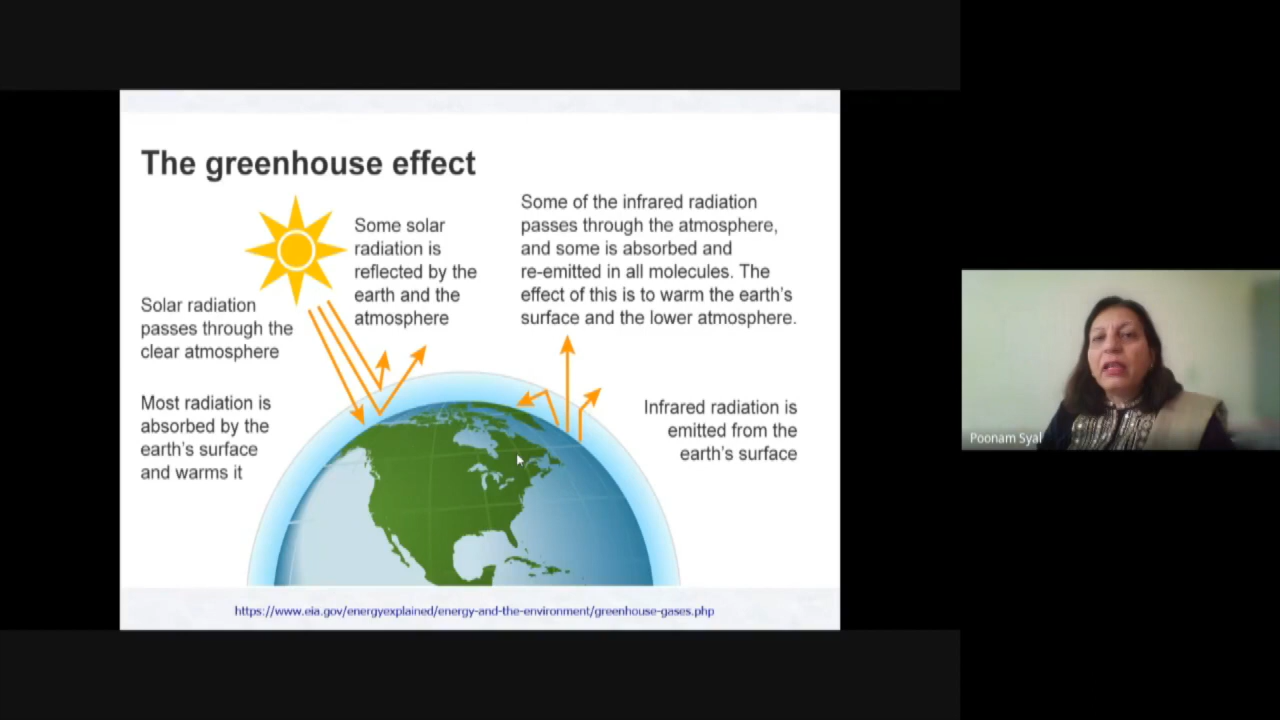 The greenhouse effect
Solar radiation
passes through the
clear atmosphere
Some solar
radiation is
reflected by the
earth and the
atmosphere
Some of the infrared radiation
passes through the atmosphere,
and some is absorbed and
re-emitted in all molecules. The
effect of this is to warm the earth's
surface and the lower atmosphere.
Most radiation is
absorbed by the
earth's surface
and warms it
Infrared radiation is
emitted from the
earth's surface
https://www.eia.gov/energyexplained/energy-and-the-environment/greenhouse-gases.php
Poonam Syal